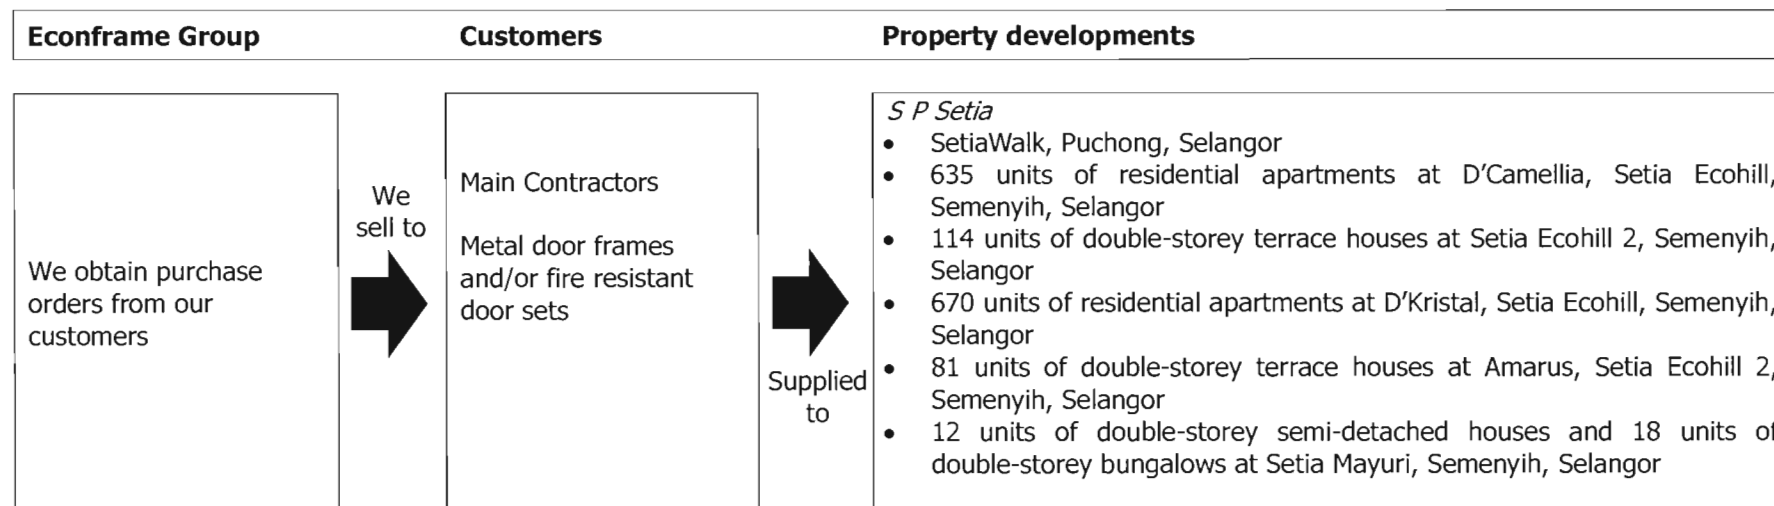 Econframe Group
Customers
Property developments
We obtain purchase
orders from our
customers
We
sell to
Main Contractors
Metal door frames
and/or fire resistant
door sets
Supplied
to
S P Setia
• SetiaWalk, Puchong, Selangor
• 635 units of residential apartments at D'Camellia, Setia Ecohill,
Semenyih, Selangor
• 114 units of double-storey terrace houses at Setia Ecohill 2, Semenyih,
Selangor
• 670 units of residential apartments at D'Kristal, Setia Ecohill, Semenyih,
Selangor
• 81 units of double-storey terrace houses at Amarus, Setia Ecohill 2,
Semenyih, Selangor
• 12 units of double-storey semi-detached houses and 18 units of
double-storey bungalows at Setia Mayuri, Semenyih, Selangor